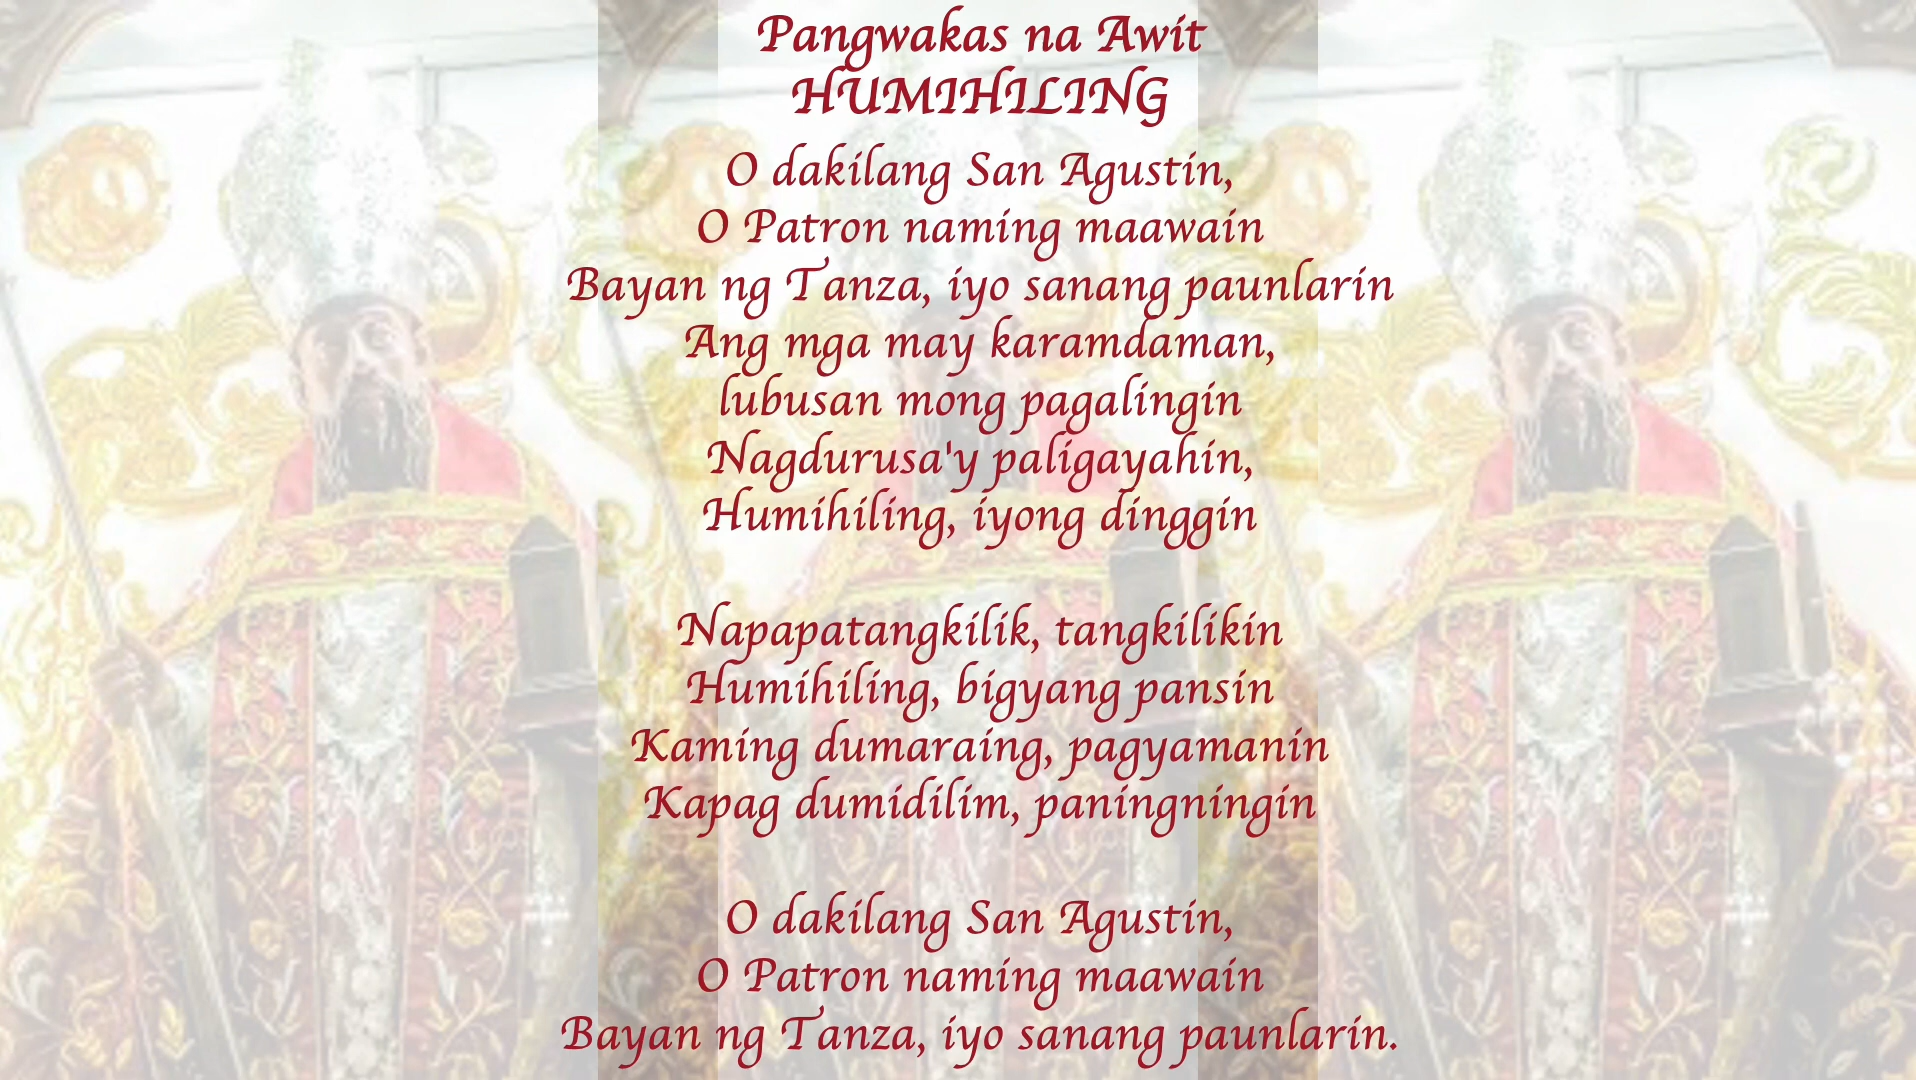 Pangwakas na Awit
HUMIHILING
O dakilang San Agustin,
O Patron naming maawain
Bayan ng Tanza, iyo sanang paunlarin
Ang mga may karamdaman,
lubusan mong pagalingin
Nagdurusa'y paligayahin,
Humihiling, iyong dinggin
Napapatangkilik, tangkilikin
Humihiling, bigyang pansin
Kaming dumaraing, pagyamanin
Kapag dumidilim, paningningin
O dakilang San Agustin,
O Patron naming maawain
Bayan ng Tanza, iyo sanang paunlarin.